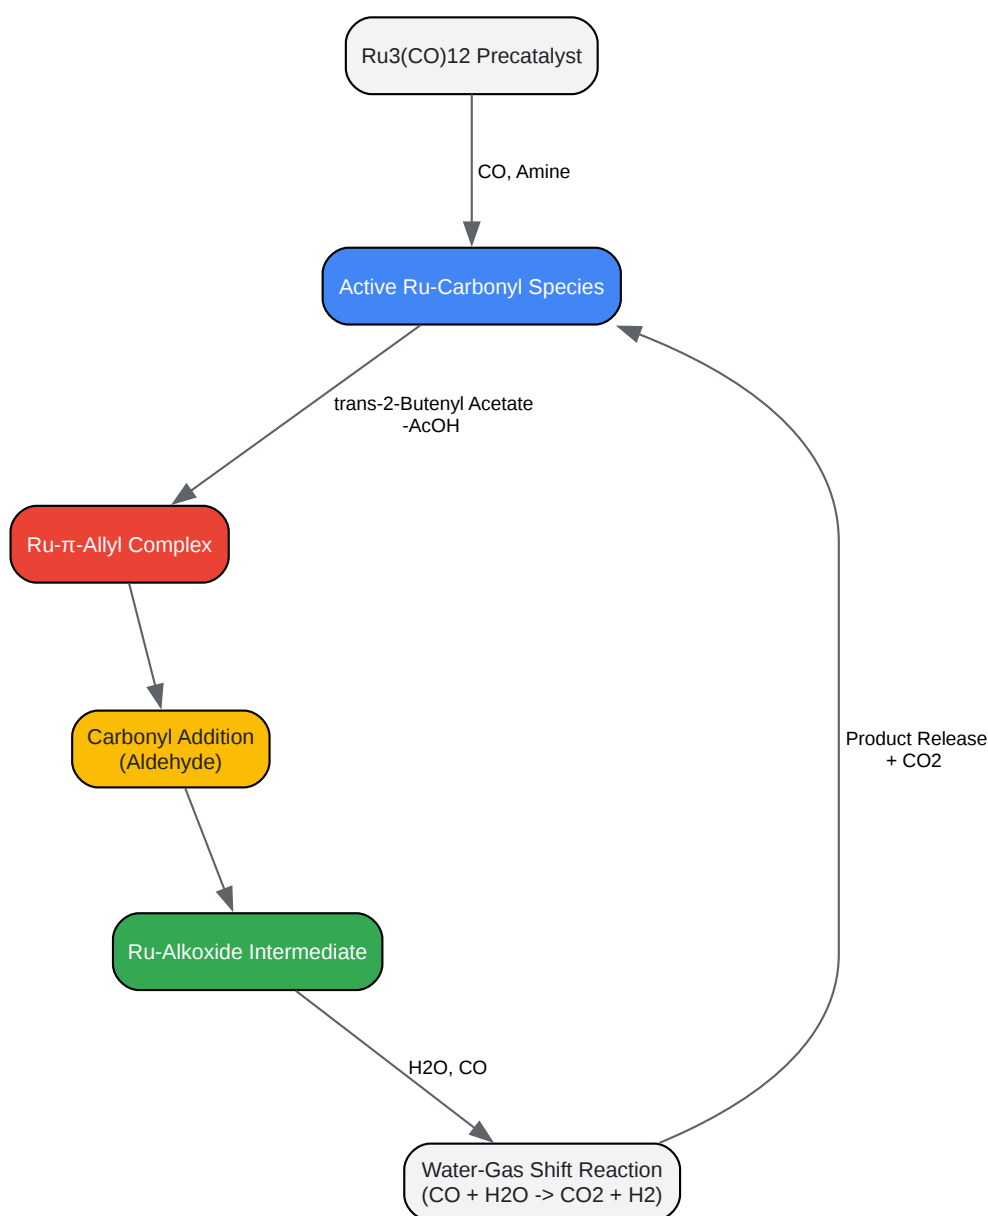 Ru3(CO)12 Precatalyst
CO, Amine
Active Ru-Carbonyl Species
trans-2-Butenyl Acetate
-AcOH
Ru-π-Allyl Complex
Carbonyl Addition
(Aldehyde)
Product Release
+ CO2
Ru-Alkoxide Intermediate
H2O, CO
Water-Gas Shift Reaction
(CO + H2O -> CO2 + H2)